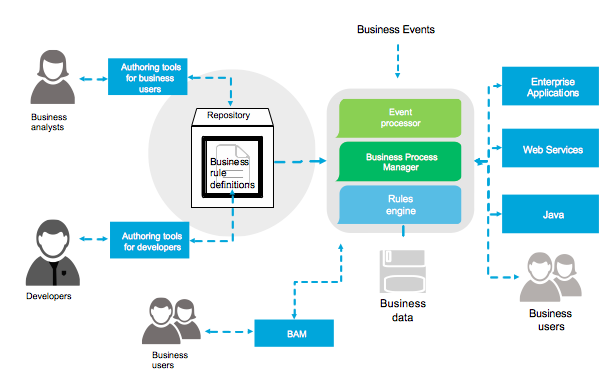 Business Events
Authoring tools
for business
users
Business
analysts
Repository
Business
rule
definitions
Event
processor
Business Process
Manager
Rules
engine
Enterprise
Applications
Web Services
Java
Authoring tools
for developers
Developers
Business
data
Business
users
BAM
Business
users